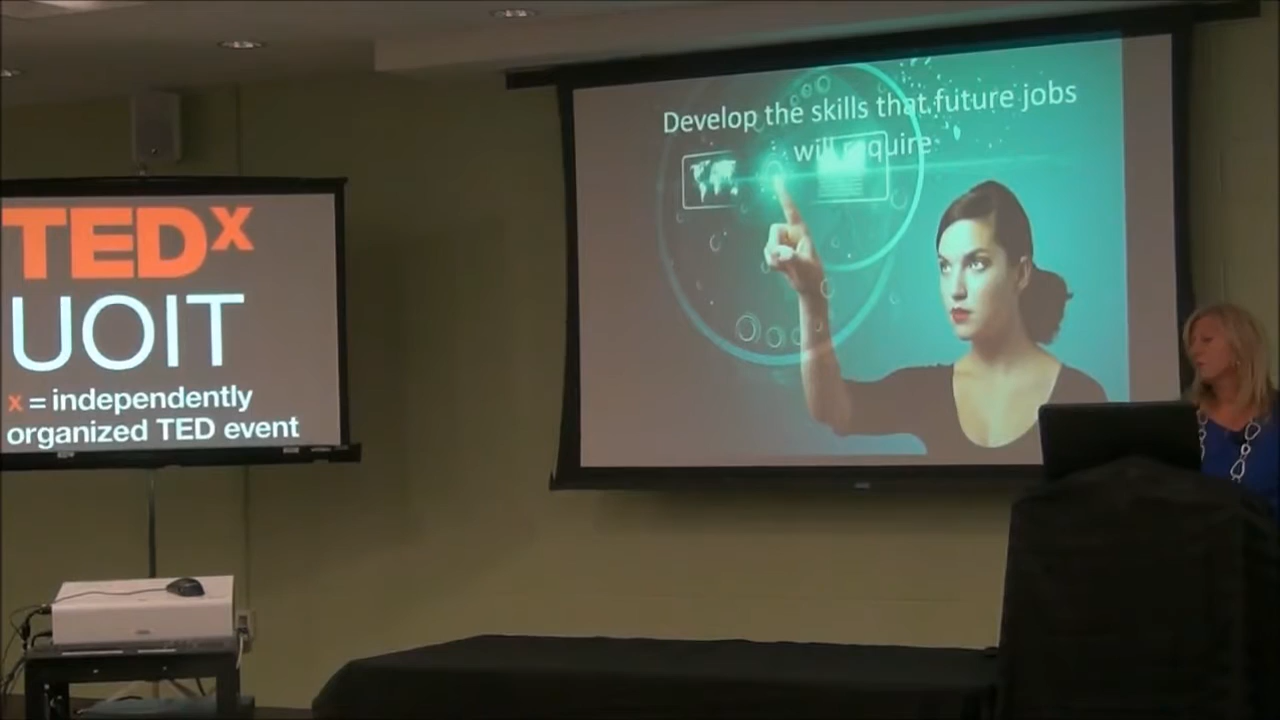 TEDx
UOIT
x = independently
organized TED event
Develop the skills that future jobs
will require